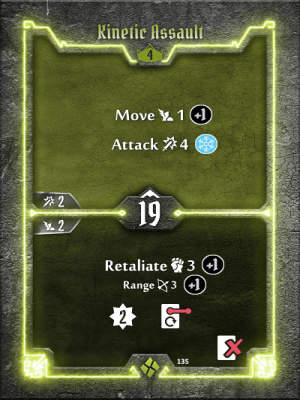 Kinetic Assault
4
Move 1 +1
Attack 4
2
2
19
Retaliate 3 +1
Range 3 +1
2
135